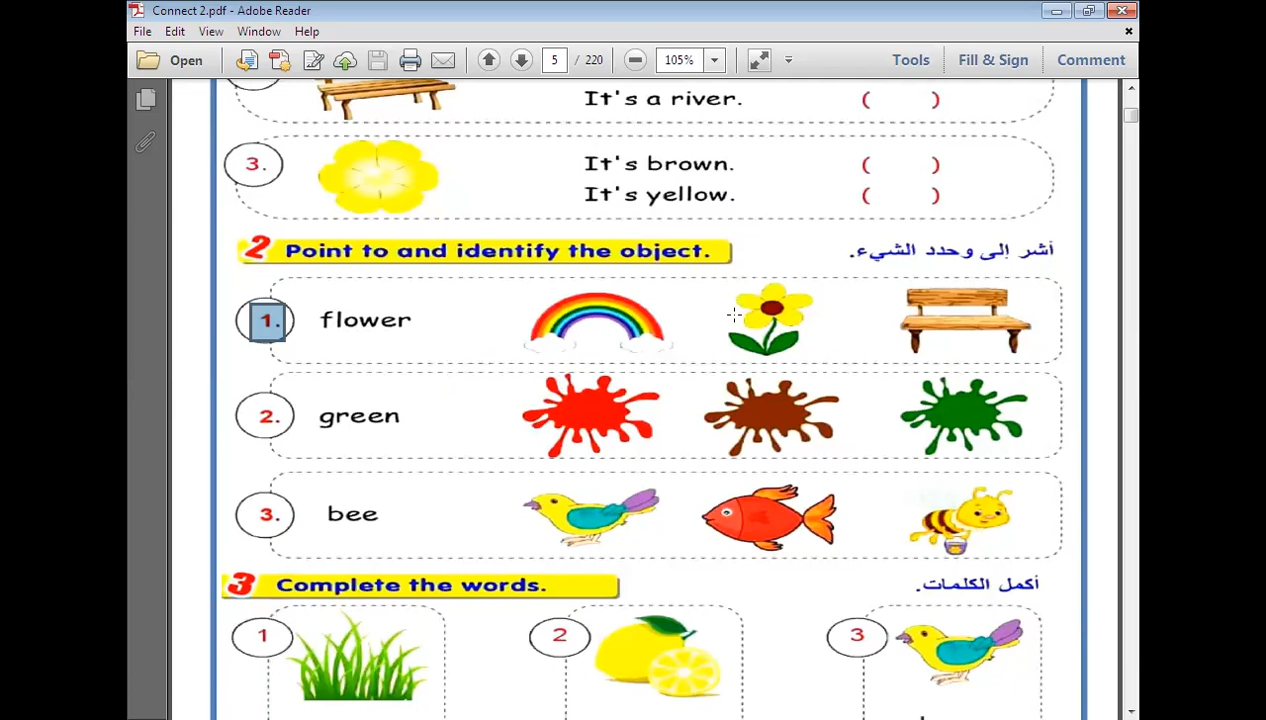 Connect 2.pdf - Adobe Reader
File Edit View Window Help
Open 5 / 220 105% Tools Fill & Sign Comment
It's a river. ( )
3. It's brown. ( )
It's yellow. ( )
2 Point to and identify the object. أشر إلى وحدد الشيء.
1. flower
2. green
3. bee
3 Complete the words. أكمل الكلمات.
1 2 3